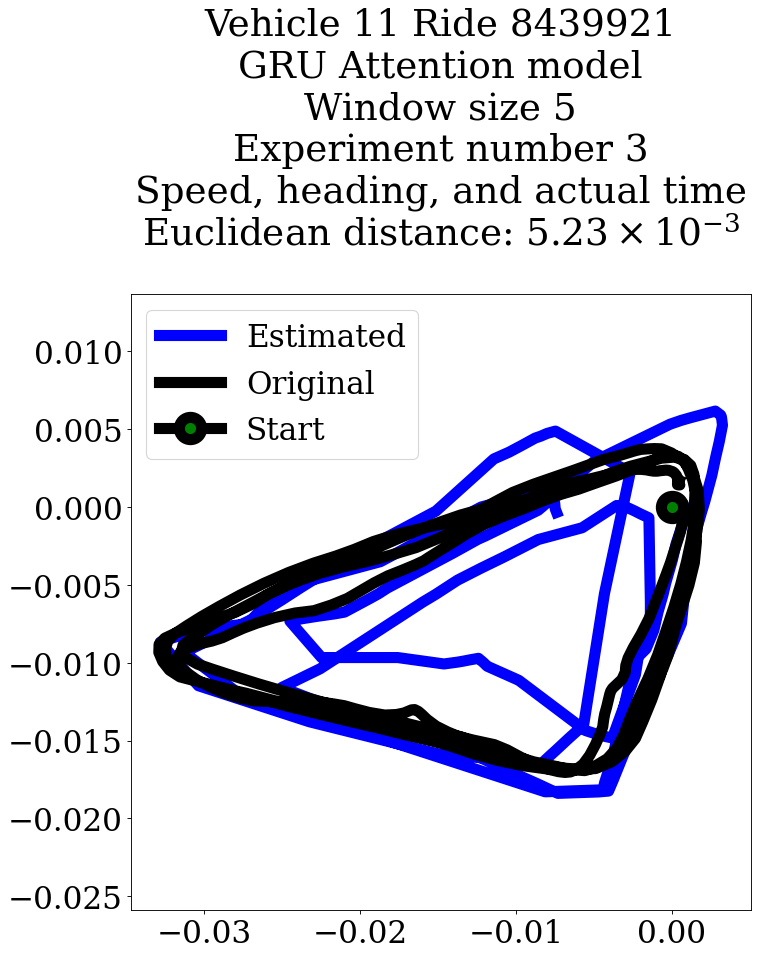 Vehicle 11 Ride 8439921
GRU Attention model
Window size 5
Experiment number 3
Speed, heading, and actual time
Euclidean distance: 5.23 × 10⁻³
Estimated
Original
Start
0.010
0.005
0.000
−0.005
−0.010
−0.015
−0.020
−0.025
−0.03
−0.02
−0.01
0.00